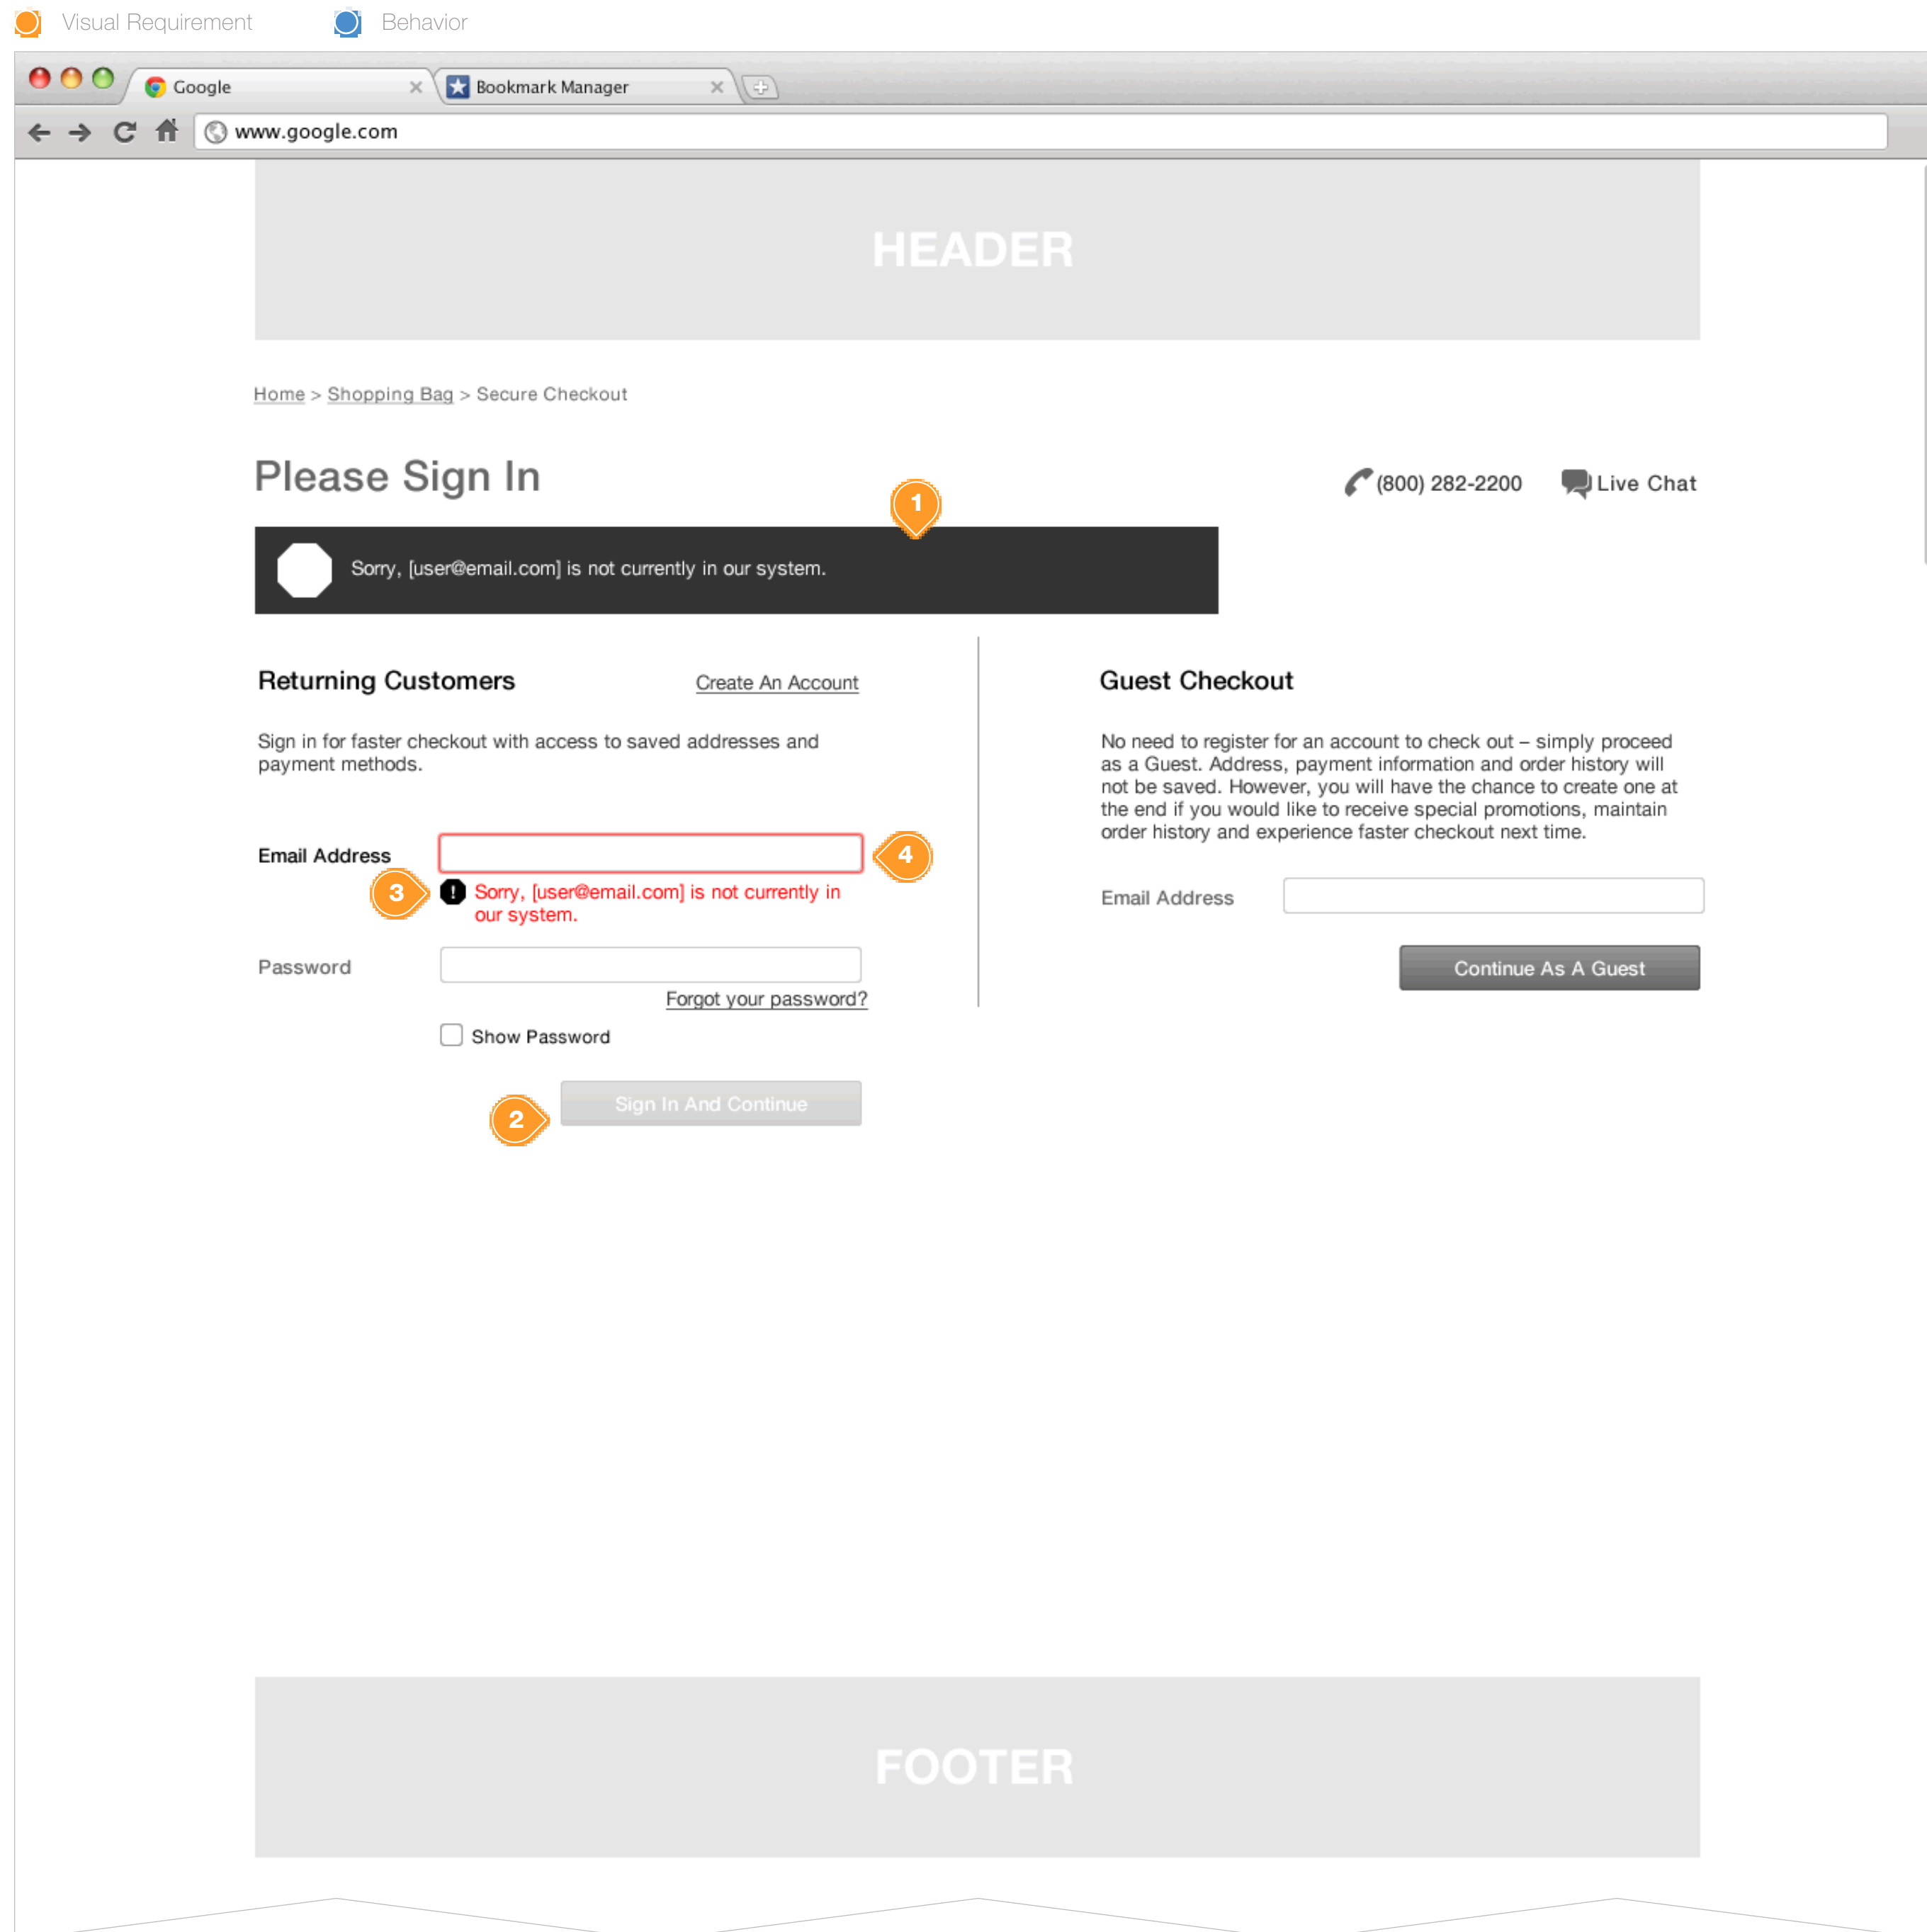 Visual Requirement
Behavior
Google
Bookmark Manager
www.google.com
HEADER
Home > Shopping Bag > Secure Checkout
Please Sign In
(800) 282-2200
Live Chat
1
Sorry, [user@email.com] is not currently in our system.
Returning Customers
Create An Account
Sign in for faster checkout with access to saved addresses and
payment methods.
Email Address
4
3
! Sorry, [user@email.com] is not currently in
our system.
Password
Forgot your password?
Show Password
2
Sign In And Continue
Guest Checkout
No need to register for an account to check out – simply proceed
as a Guest. Address, payment information and order history will
not be saved. However, you will have the chance to create one at
the end if you would like to receive special promotions, maintain
order history and experience faster checkout next time.
Email Address
Continue As A Guest
FOOTER